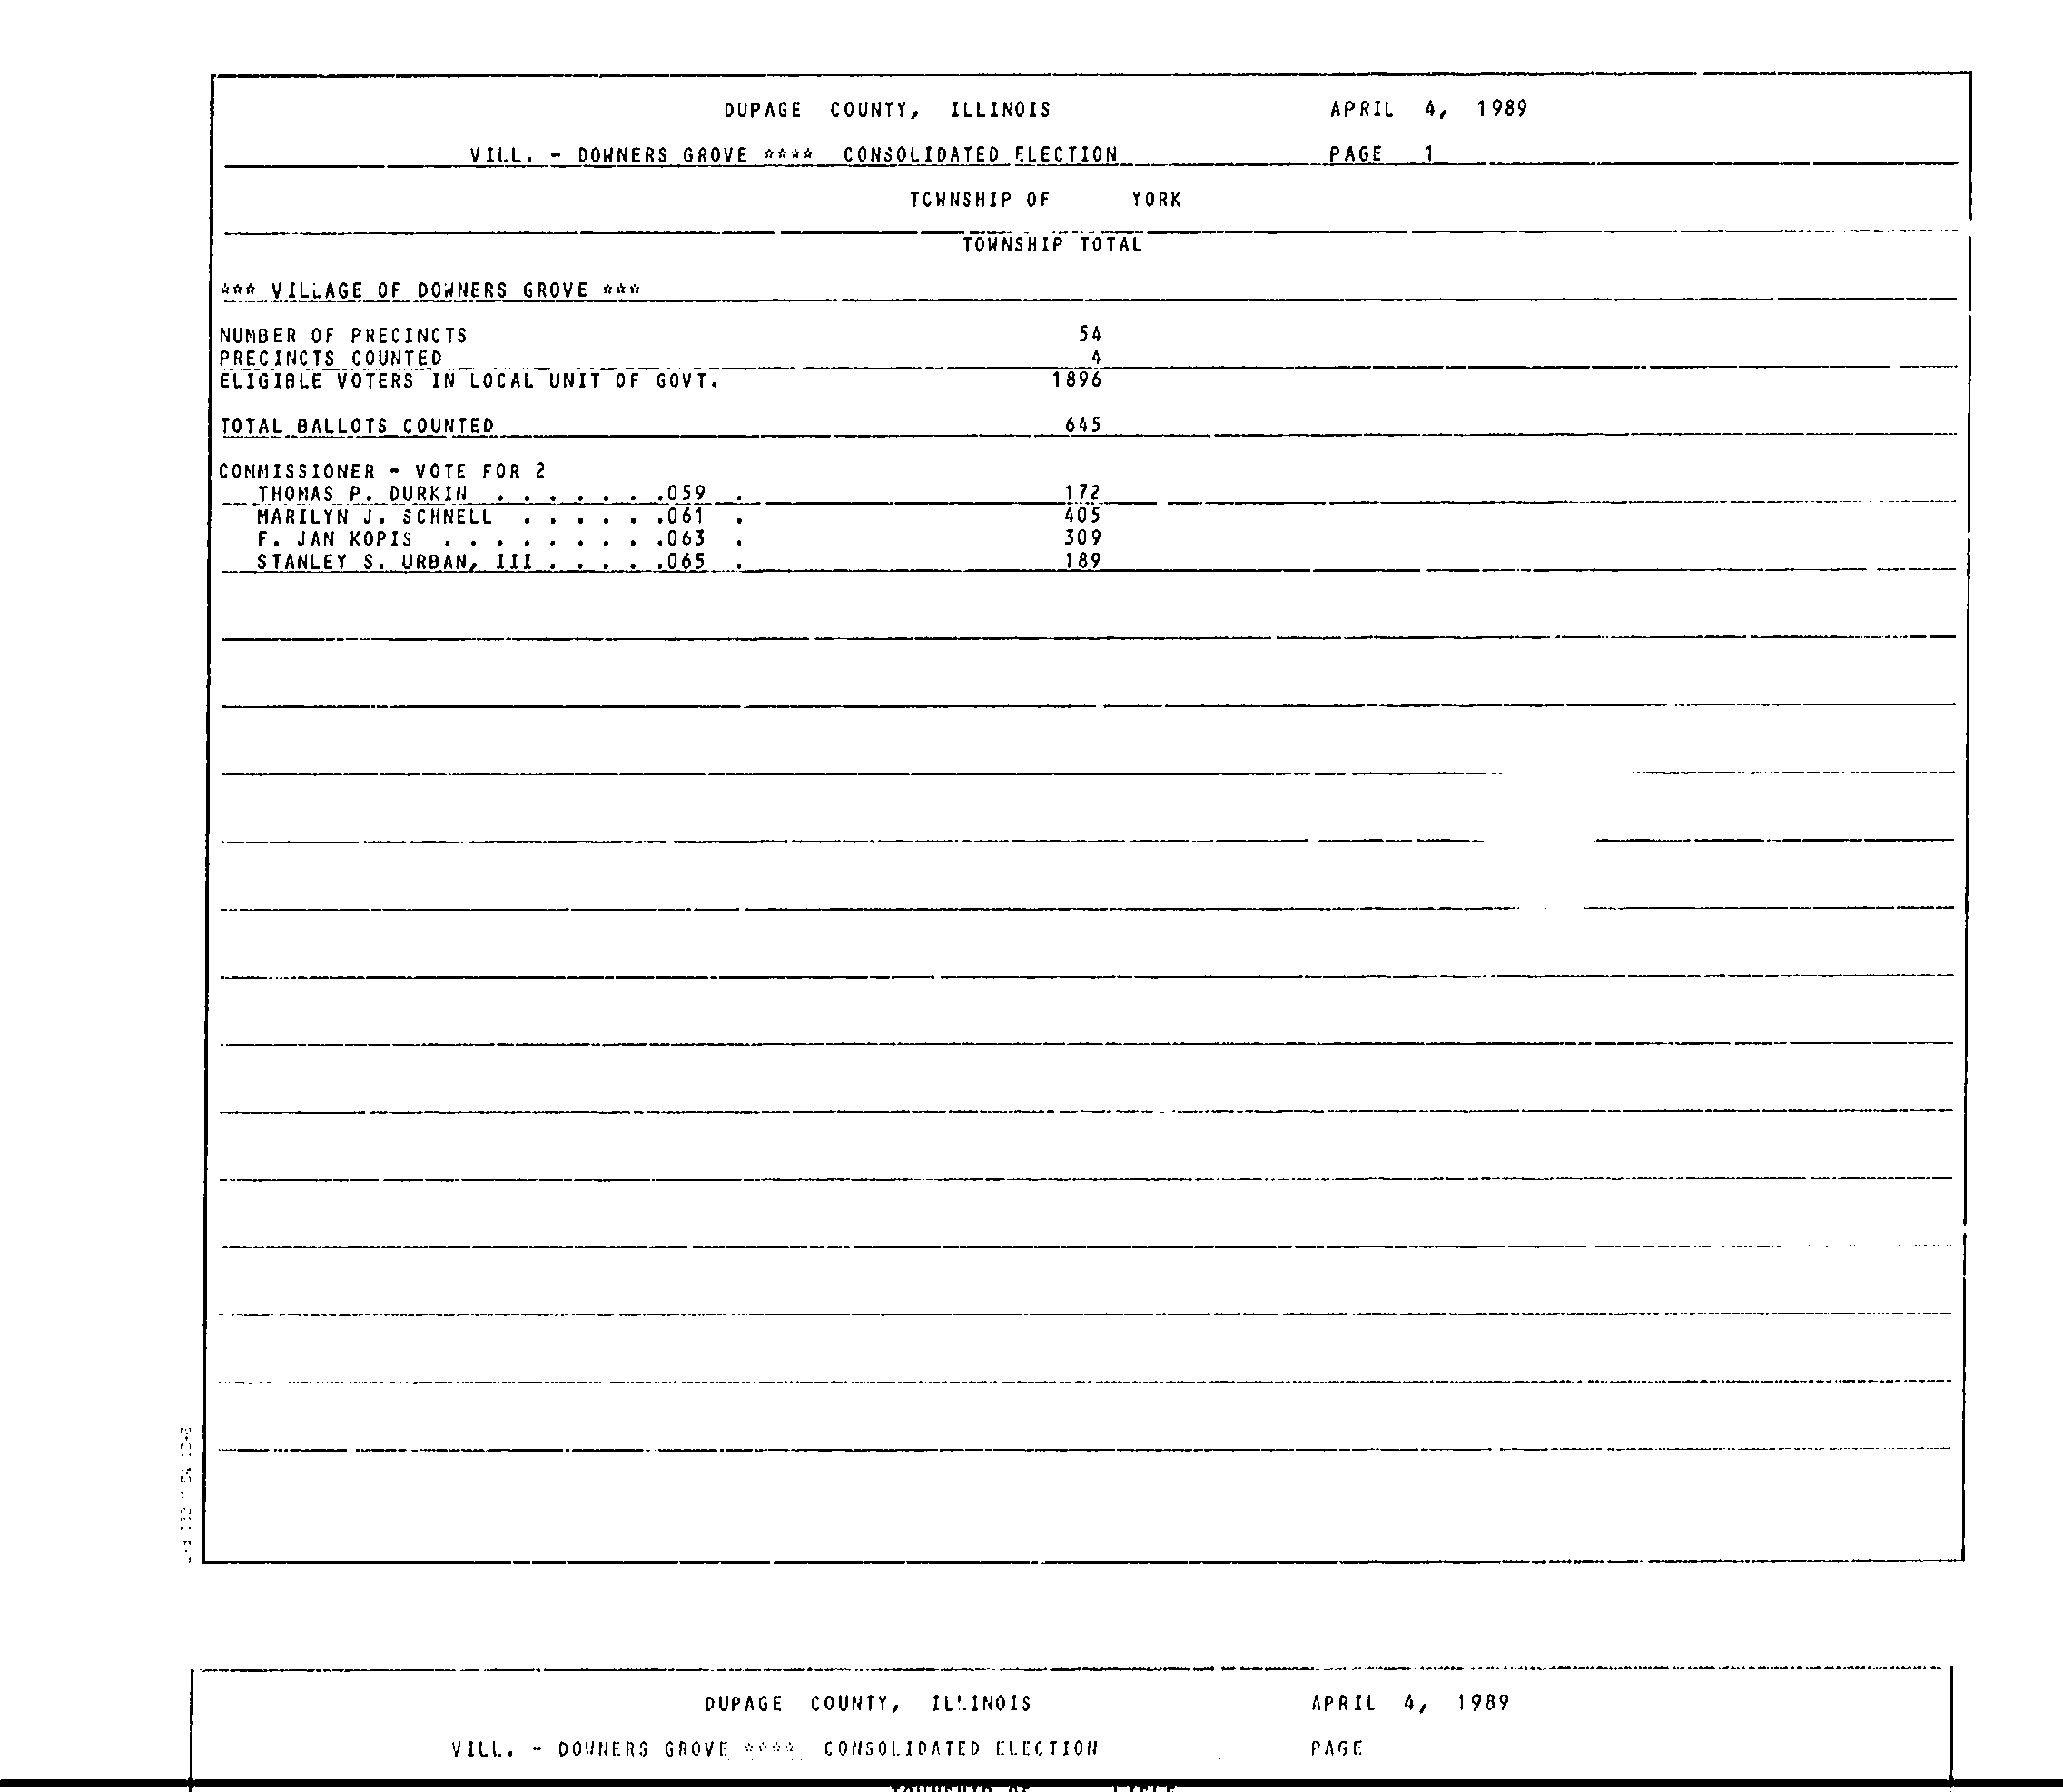 DUPAGE COUNTY, ILLINOIS APRIL 4, 1989
VILL. - DOWNERS GROVE **** CONSOLIDATED ELECTION PAGE 1
TOWNSHIP OF YORK
TOWNSHIP TOTAL
*** VILLAGE OF DOWNERS GROVE ***
NUMBER OF PRECINCTS 54
PRECINCTS COUNTED 4
ELIGIBLE VOTERS IN LOCAL UNIT OF GOVT. 1896
TOTAL BALLOTS COUNTED 645
COMMISSIONER - VOTE FOR 2
THOMAS P. DURKIN . . . . . . .059 . 172
MARILYN J. SCHNELL . . . . . .061 . 405
F. JAN KOPIS . . . . . . . . .063 . 309
STANLEY S. URBAN, III . . . . .065 . 189
DUPAGE COUNTY, ILLINOIS APRIL 4, 1989
VILL. - DOWNERS GROVE **** CONSOLIDATED ELECTION PAGE
TOWNSHIP OF LISLE